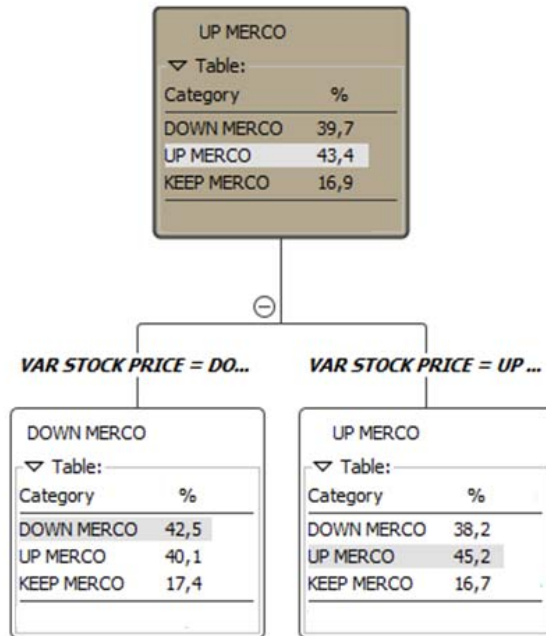 UP MERCO
Table:
Category %
DOWN MERCO 39,7
UP MERCO 43,4
KEEP MERCO 16,9
VAR STOCK PRICE = DO...
VAR STOCK PRICE = UP ...
DOWN MERCO
Table:
Category %
DOWN MERCO 42,5
UP MERCO 40,1
KEEP MERCO 17,4
UP MERCO
Table:
Category %
DOWN MERCO 38,2
UP MERCO 45,2
KEEP MERCO 16,7